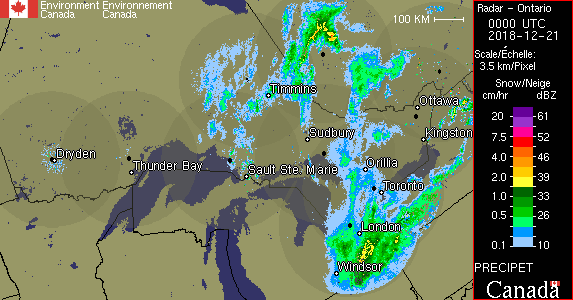 Environment Environnement
Canada Canada
100 KM
Timmins
Ottawa
Sudbury
Kingston
Dryden
Thunder Bay
Sault Ste. Marie
Orillia
Toronto
London
Windsor
Radar - Ontario
0000 UTC
2018-12-21
Scale/Échelle:
3.5 km/Pixel
Snow/Neige
cm/hr dBZ
20 61
7.5 52
4.0 46
2.0 39
1.0 33
0.5 26
0.1 10
PRECIPET
Canada